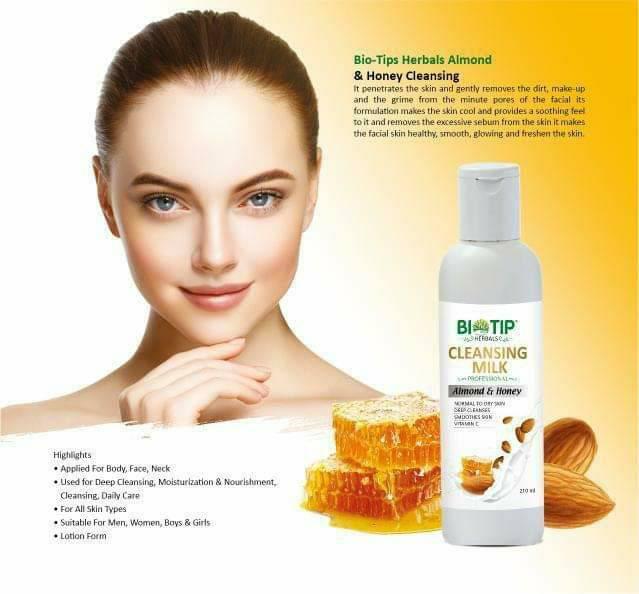 Bio-Tips Herbals Almond
& Honey Cleansing
It penetrates the skin and gently removes the dirt, make-up
and the grime from the minute pores of the facial its
formulation makes the skin cool and provides a soothing feel
to it and removes the excessive sebum from the skin it makes
the facial skin healthy, smooth, glowing and freshen the skin.
BIOTIP
HERBALS
CLEANSING
MILK
PROFESSIONAL
Almond & Honey
NORMAL TO DRY SKIN
DEEP CLEANSES
SMOOTHES SKIN
VITAMIN C
210 ml
Highlights
• Applied For Body, Face, Neck
• Used for Deep Cleansing, Moisturization & Nourishment,
Cleansing, Daily Care
• For All Skin Types
• Suitable For Men, Women, Boys & Girls
• Lotion Form